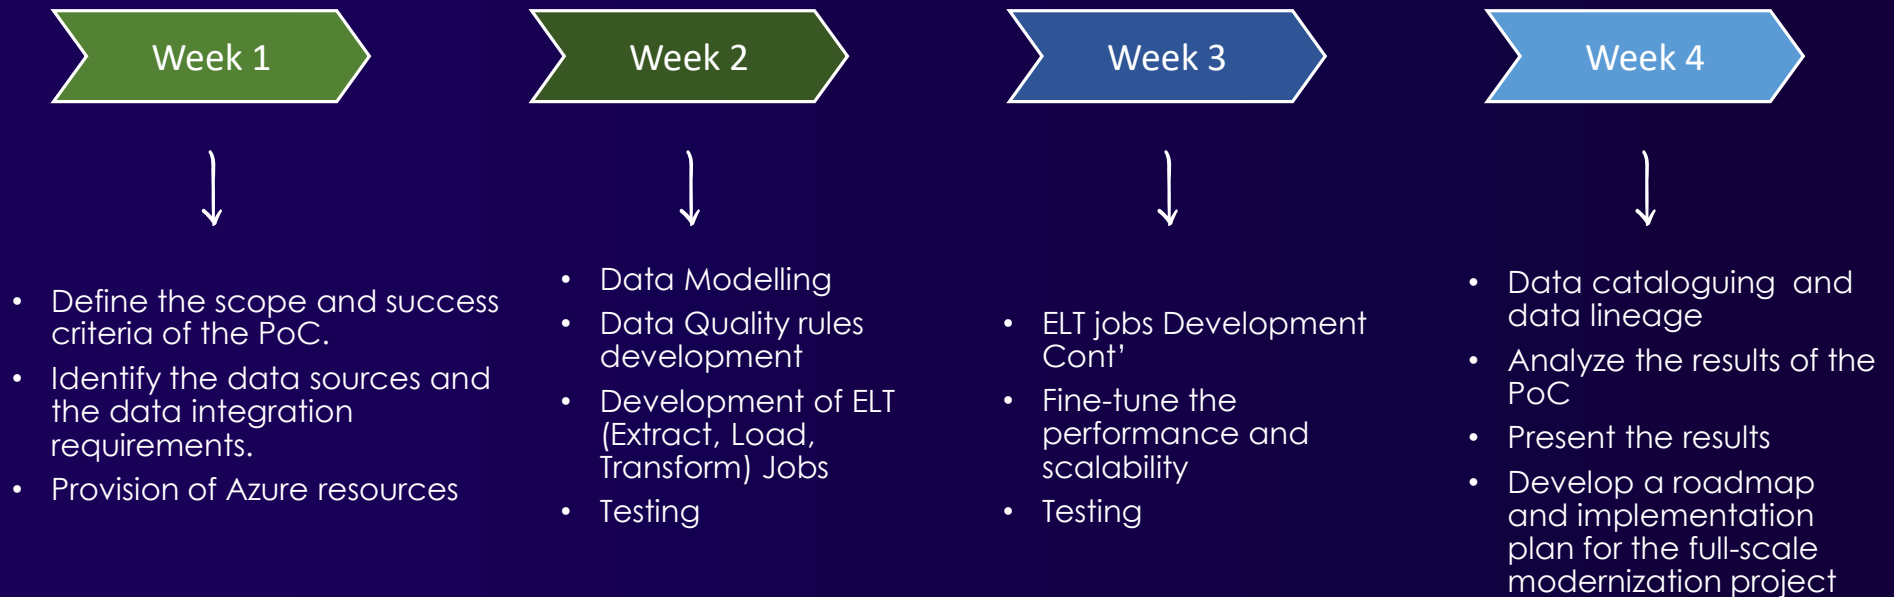 Week 1
• Define the scope and success
criteria of the PoC.
• Identify the data sources and
the data integration
requirements.
• Provision of Azure resources
Week 2
• Data Modelling
• Data Quality rules
development
• Development of ELT
(Extract, Load,
Transform) Jobs
• Testing
Week 3
• ELT jobs Development
Cont’
• Fine-tune the
performance and
scalability
• Testing
Week 4
• Data cataloguing  and
data lineage
• Analyze the results of the
PoC
• Present the results
• Develop a roadmap
and implementation
plan for the full-scale
modernization project